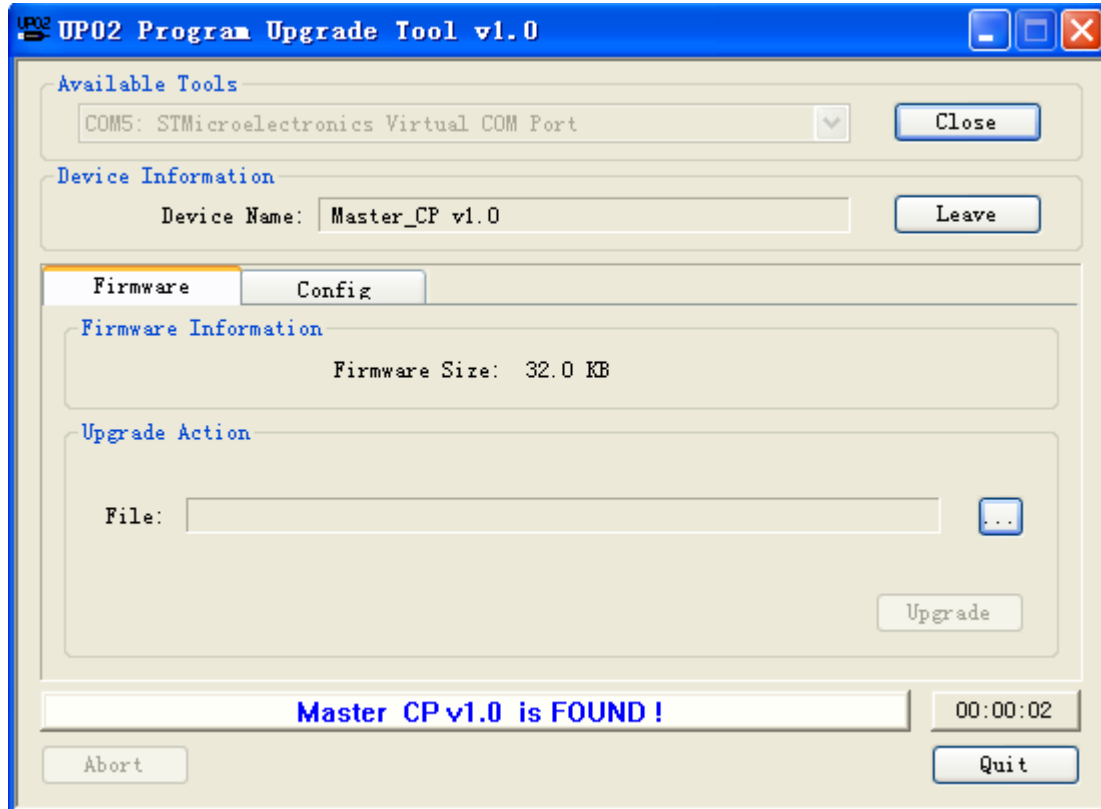 UP02 UP02 Program Upgrade Tool v1.0
Available Tools
COM5: STMicroelectronics Virtual COM Port
Close
Device Information
Device Name: Master_CP v1.0
Leave
Firmware
Config
Firmware Information
Firmware Size: 32.0 KB
Upgrade Action
File:
...
Upgrade
Master CP v1.0 is FOUND !
00:00:02
Abort
Quit